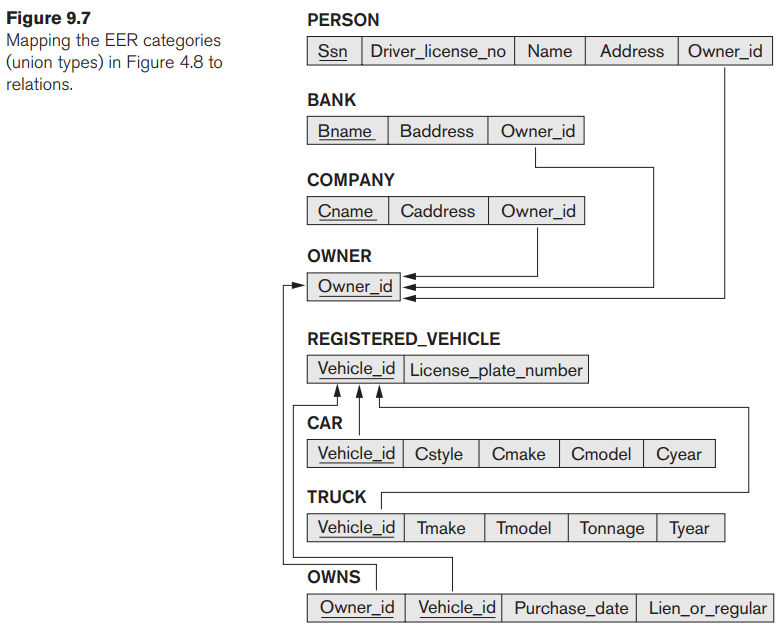 Figure 9.7
Mapping the EER categories
(union types) in Figure 4.8 to
relations.
PERSON
Ssn Driver_license_no Name Address Owner_id
BANK
Bname Baddress Owner_id
COMPANY
Cname Caddress Owner_id
OWNER
Owner_id
REGISTERED_VEHICLE
Vehicle_id License_plate_number
CAR
Vehicle_id Cstyle Cmake Cmodel Cyear
TRUCK
Vehicle_id Tmake Tmodel Tonnage Tyear
OWNS
Owner_id Vehicle_id Purchase_date Lien_or_regular